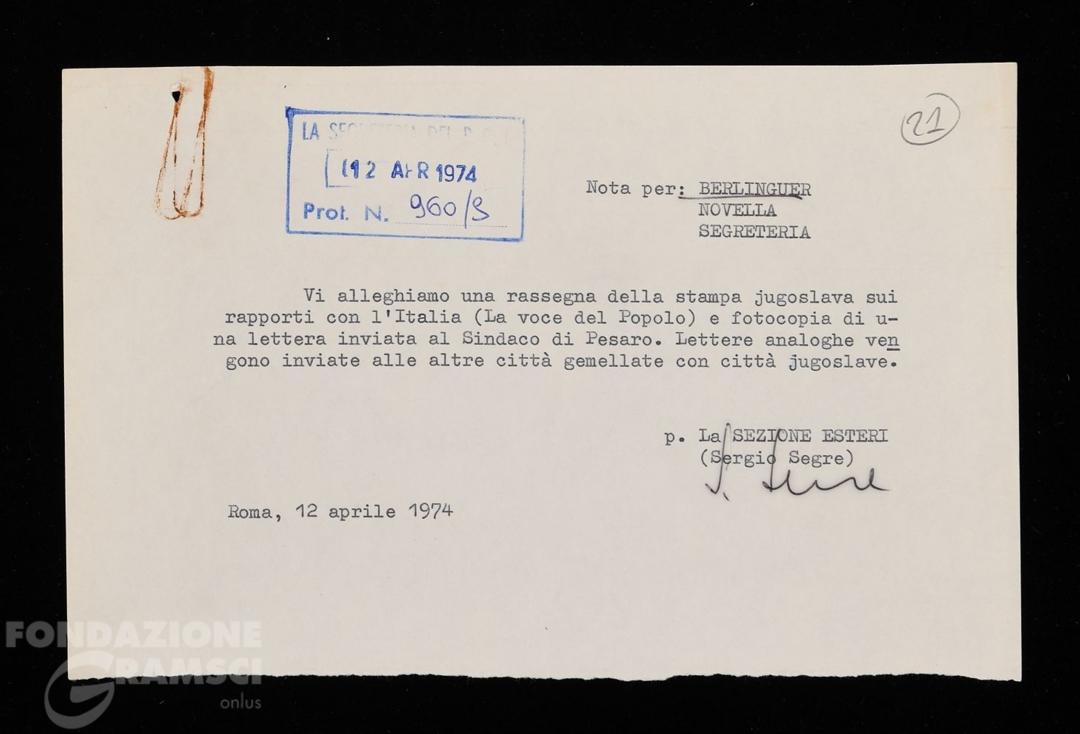 21
LA SEGRETERIA DEL P.C.I.
12 APR 1974
Prot. N. 960/S
Nota per: BERLINGUER
NOVELLA
SEGRETERIA
Vi alleghiamo una rassegna della stampa jugoslava sui
rapporti con l'Italia (La voce del Popolo) e fotocopia di u-
na lettera inviata al Sindaco di Pesaro. Lettere analoghe ven
gono inviate alle altre città gemellate con città jugoslave.
p. La SEZIONE ESTERI
(Sergio Segre)
S. Segre
Roma, 12 aprile 1974
FONDAZIONE
GRAMSCI
onlus